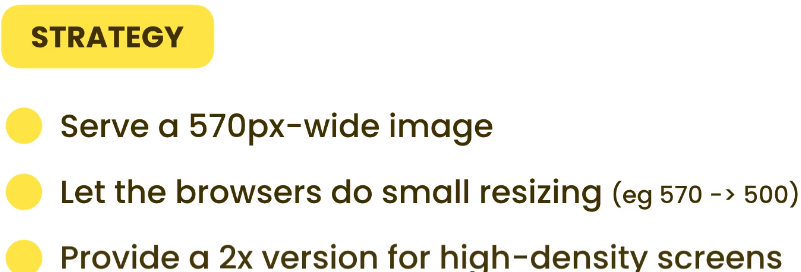 STRATEGY
Serve a 570px-wide image
Let the browsers do small resizing (eg 570 -> 500)
Provide a 2x version for high-density screens